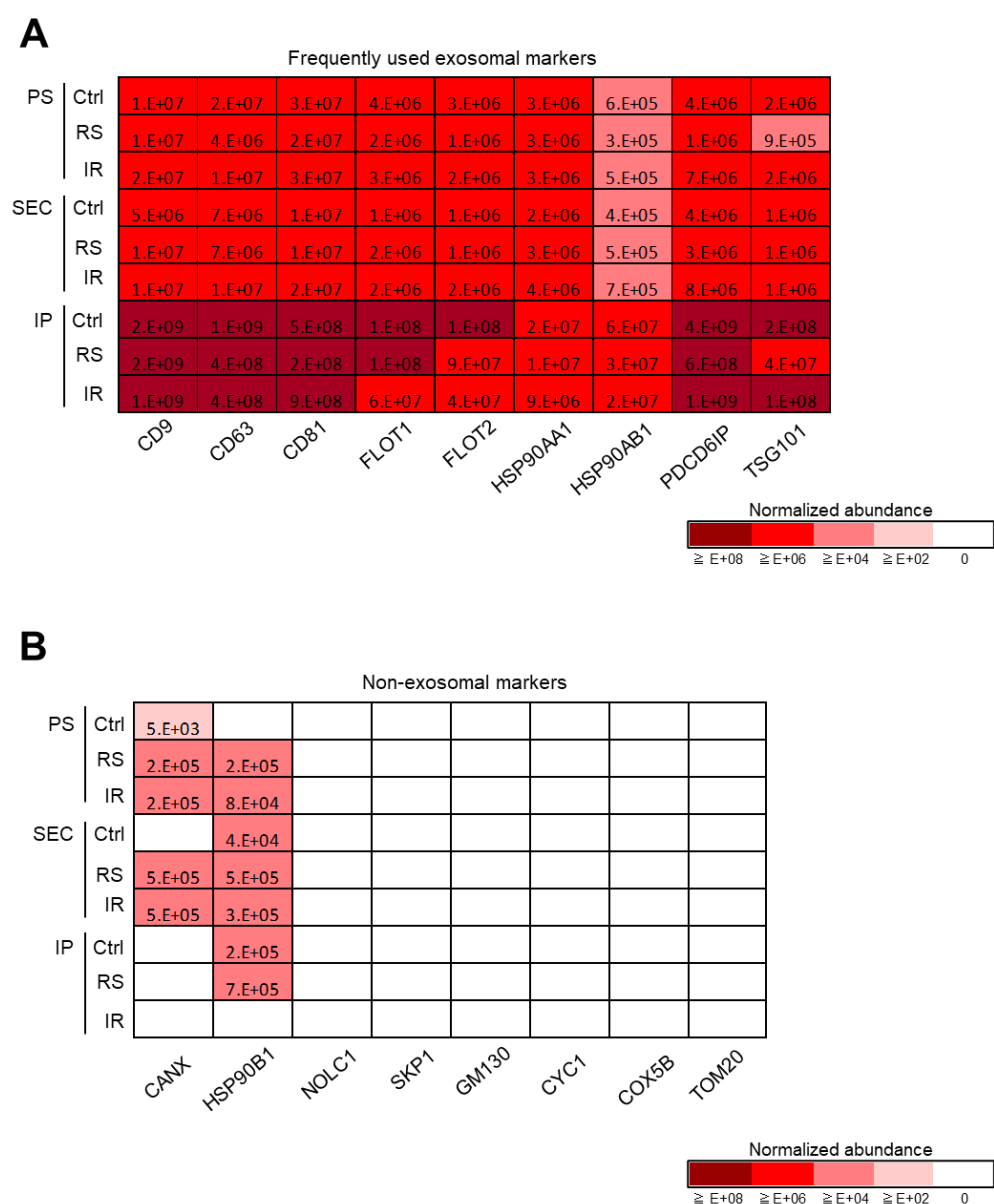 A
Frequently used exosomal markers
PS Ctrl 1.E+07 2.E+07 3.E+07 4.E+06 3.E+06 3.E+06 6.E+05 4.E+06 2.E+06
RS 1.E+07 4.E+06 2.E+07 2.E+06 1.E+06 3.E+06 3.E+05 1.E+06 9.E+05
IR 2.E+07 1.E+07 3.E+07 3.E+06 2.E+06 3.E+06 5.E+05 7.E+06 2.E+06
SEC Ctrl 5.E+06 7.E+06 1.E+07 1.E+06 1.E+06 2.E+06 4.E+05 4.E+06 1.E+06
RS 1.E+07 7.E+06 1.E+07 2.E+06 1.E+06 3.E+06 5.E+05 3.E+06 1.E+06
IR 1.E+07 1.E+07 2.E+07 2.E+06 2.E+06 4.E+06 7.E+05 8.E+06 1.E+06
IP Ctrl 2.E+09 1.E+09 5.E+08 1.E+08 1.E+08 2.E+07 6.E+07 4.E+09 2.E+08
RS 2.E+09 4.E+08 2.E+08 1.E+08 9.E+07 1.E+07 3.E+07 6.E+08 4.E+07
IR 1.E+09 4.E+08 9.E+08 6.E+07 4.E+07 9.E+06 2.E+07 1.E+09 1.E+08
CD9 CD63 CD81 FLOT1 FLOT2 HSP90AA1 HSP90AB1 PDCD6IP TSG101
Normalized abundance
≧ E+08 ≧ E+06 ≧ E+04 ≧ E+02 0
B
Non-exosomal markers
PS Ctrl 5.E+03
RS 2.E+05 2.E+05
IR 2.E+05 8.E+04
SEC Ctrl 4.E+04
RS 5.E+05 5.E+05
IR 5.E+05 3.E+05
IP Ctrl 2.E+05
RS 7.E+05
IR
CANX HSP90B1 NOLC1 SKP1 GM130 CYC1 COX5B TOM20
Normalized abundance
≧ E+08 ≧ E+06 ≧ E+04 ≧ E+02 0